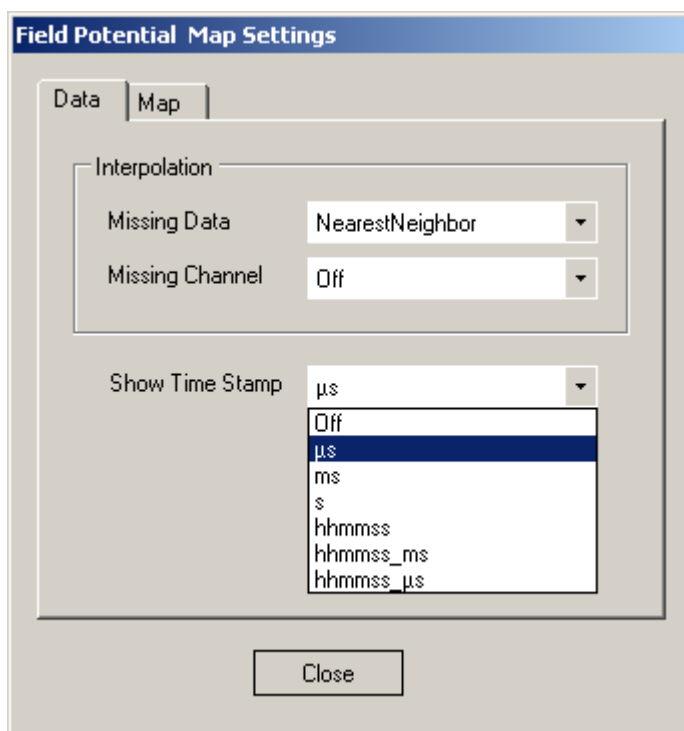 Field Potential Map Settings
Data Map
Interpolation
Missing Data NearestNeighbor
Missing Channel Off
Show Time Stamp µs
Off
µs
ms
s
hhmmss
hhmmss_ms
hhmmss_µs
Close